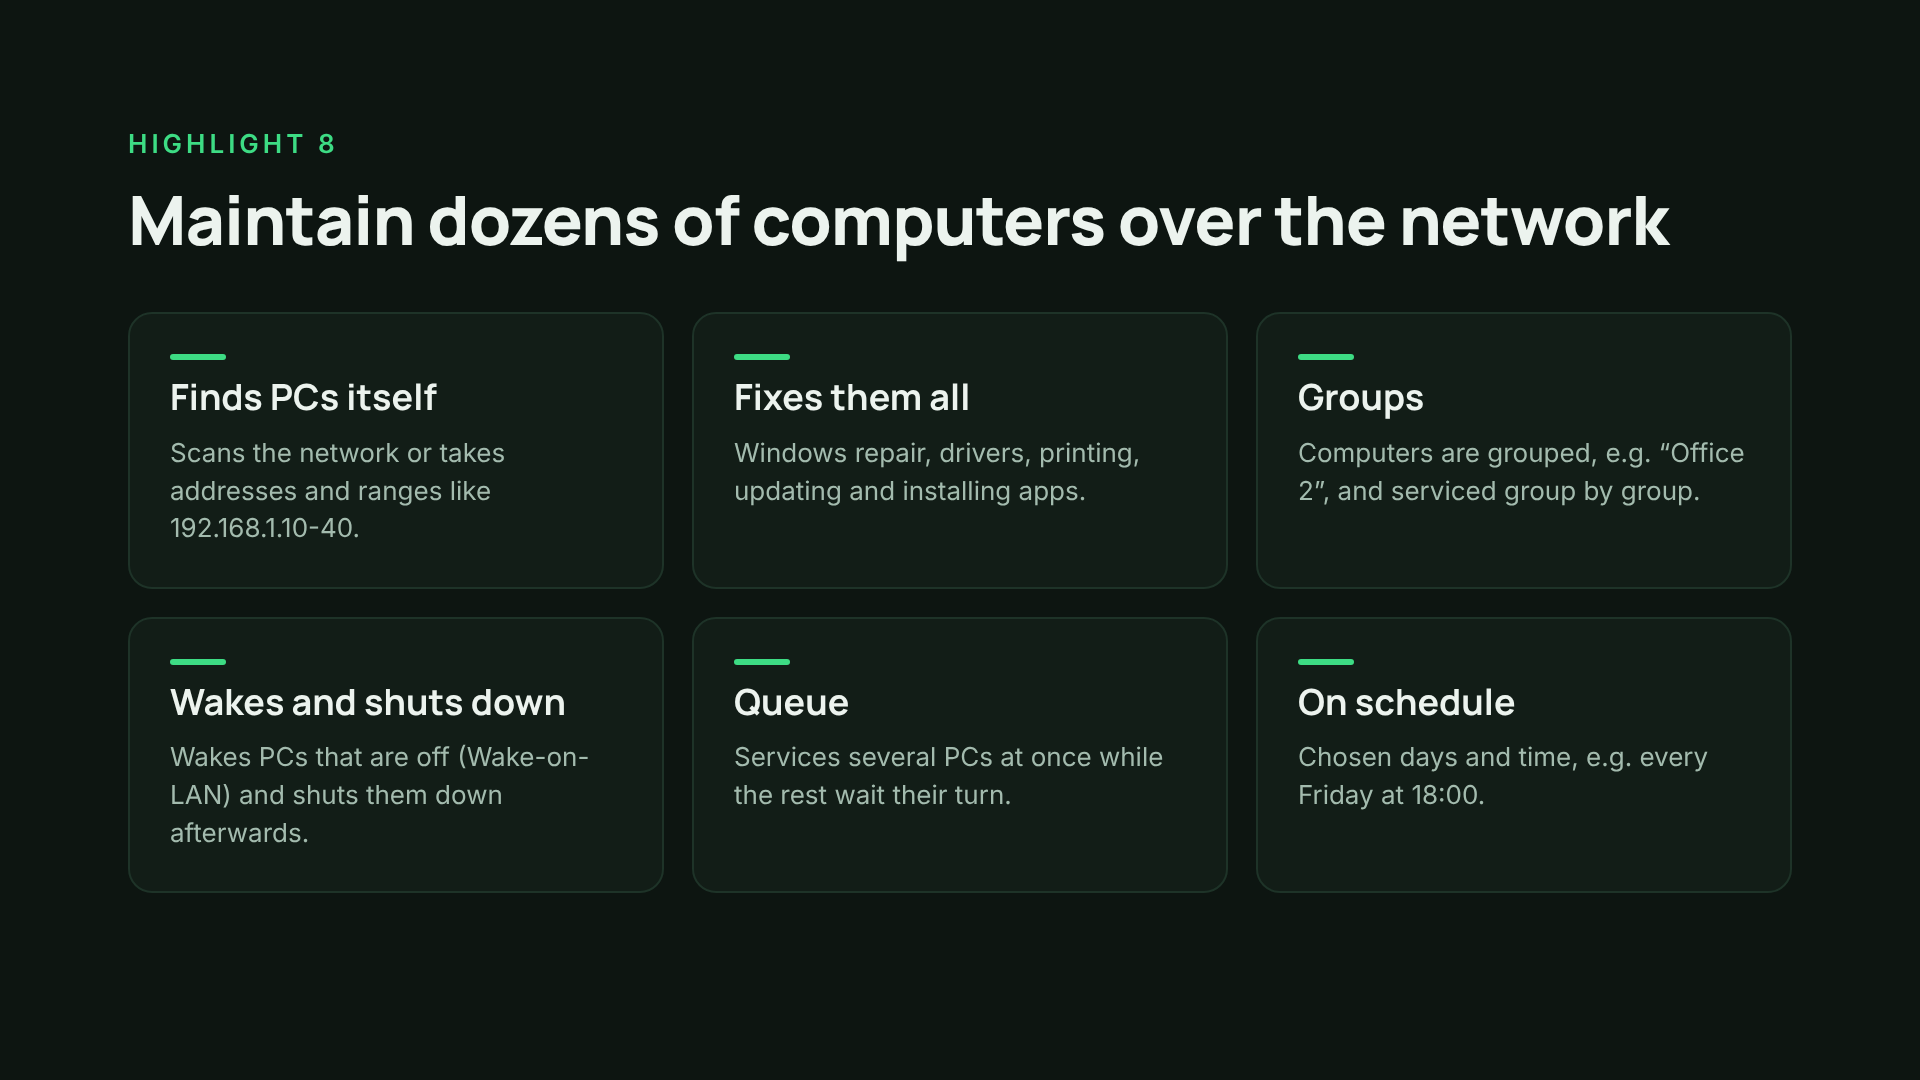 HIGHLIGHT 8
Maintain dozens of computers over the network
Finds PCs itself
Scans the network or takes
addresses and ranges like
192.168.1.10-40.
Fixes them all
Windows repair, drivers, printing,
updating and installing apps.
Groups
Computers are grouped, e.g. “Office
2”, and serviced group by group.
Wakes and shuts down
Wakes PCs that are off (Wake-on-
LAN) and shuts them down
afterwards.
Queue
Services several PCs at once while
the rest wait their turn.
On schedule
Chosen days and time, e.g. every
Friday at 18:00.